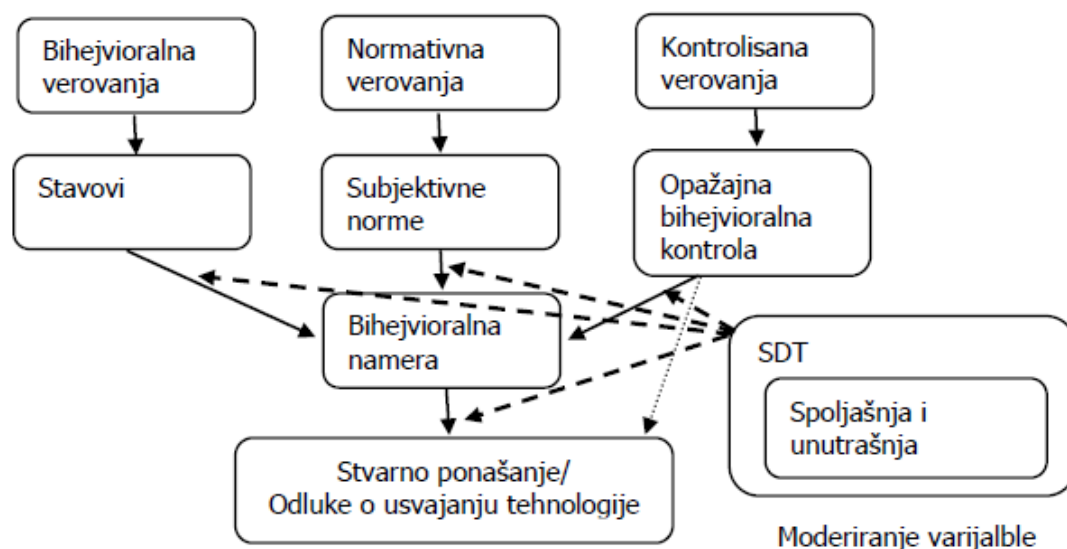 Bihejvioralna
verovanja
Normativna
verovanja
Kontrolisana
verovanja
Stavovi
Subjektivne
norme
Opažajna
bihejvioralna
kontrola
Bihejvioralna
namera
SDT
Spoljašnja i
unutrašnja
Stvarno ponašanje/
Odluke o usvajanju tehnologije
Moderiranje varijalble